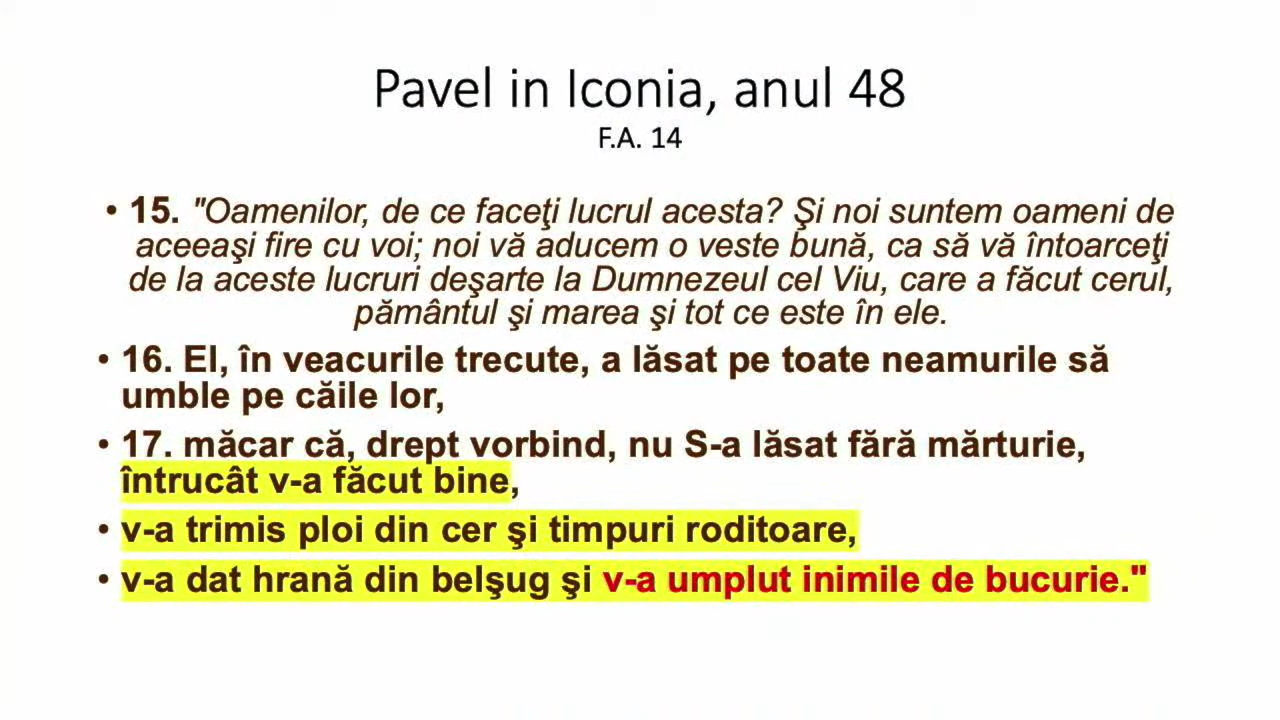 Pavel in Iconia, anul 48
F.A. 14
• 15. "Oamenilor, de ce faceţi lucrul acesta? Şi noi suntem oameni de
aceeaşi fire cu voi; noi vă aducem o veste bună, ca să vă întoarceţi
de la aceste lucruri deşarte la Dumnezeul cel Viu, care a făcut cerul,
pământul şi marea şi tot ce este în ele.
• 16. El, în veacurile trecute, a lăsat pe toate neamurile să
umble pe căile lor,
• 17. măcar că, drept vorbind, nu S-a lăsat fără mărturie,
întrucât v-a făcut bine,
• v-a trimis ploi din cer şi timpuri roditoare,
• v-a dat hrană din belşug şi v-a umplut inimile de bucurie."